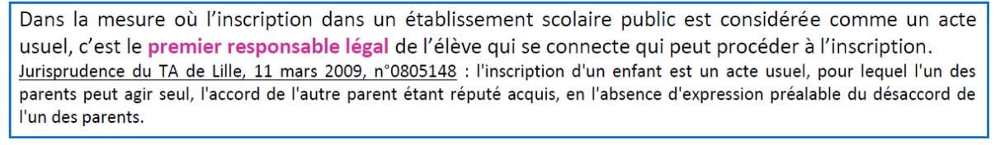 Dans la mesure où l’inscription dans un établissement scolaire public est considérée comme un acte
usuel, c’est le premier responsable légal de l’élève qui se connecte qui peut procéder à l’inscription.
Jurisprudence du TA de Lille, 11 mars 2009, n°0805148 : l'inscription d'un enfant est un acte usuel, pour lequel l'un des
parents peut agir seul, l'accord de l'autre parent étant réputé acquis, en l'absence d'expression préalable du désaccord de
l'un des parents.